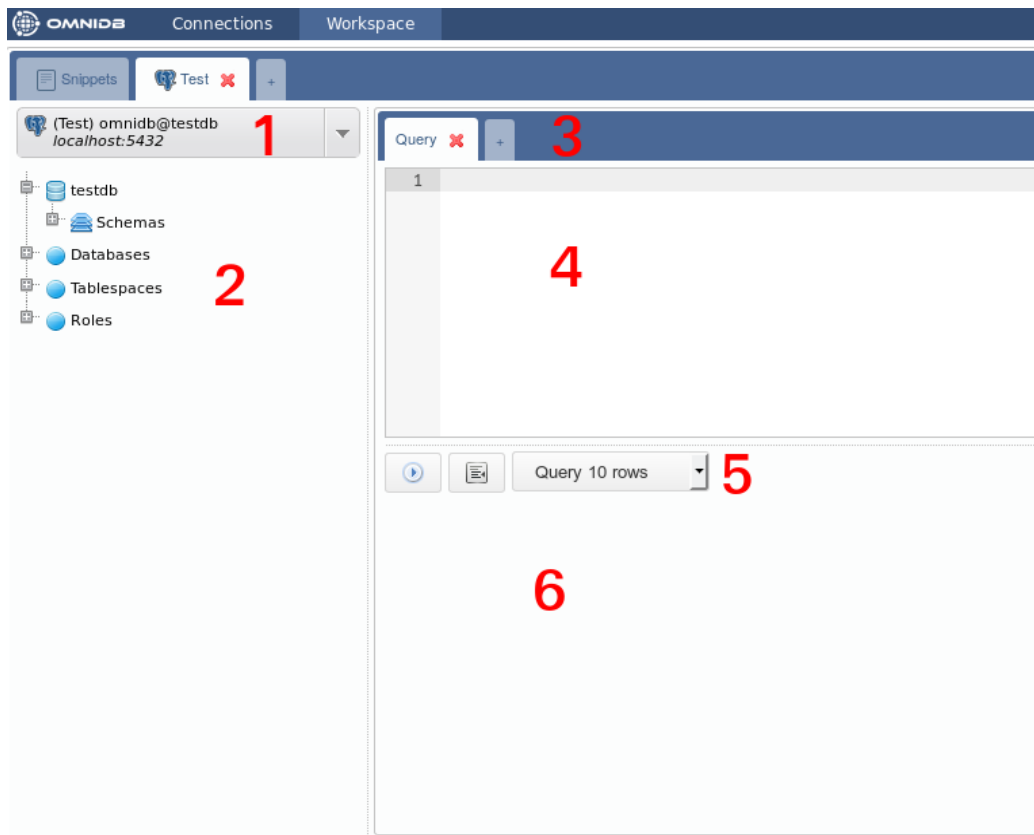 OMNIDB Connections Workspace
Snippets Test +
(Test) omnidb@testdb
localhost:5432
1
Query +
3
1
testdb
Schemas
Databases
Tablespaces
Roles
2
4
Query 10 rows
5
6